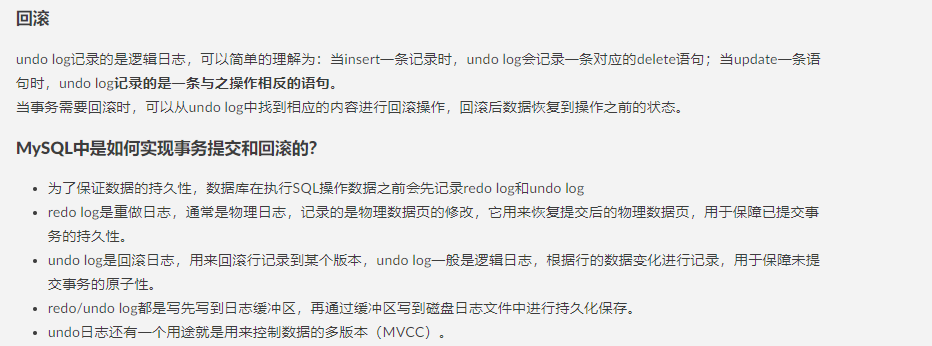 回滚
undo log记录的是逻辑日志，可以简单的理解为：当insert一条记录时，undo log会记录一条对应的delete语句；当update一条语
句时，undo log记录的是一条与之操作相反的语句。
当事务需要回滚时，可以从undo log中找到相应的内容进行回滚操作，回滚后数据恢复到操作之前的状态。
MySQL中是如何实现事务提交和回滚的？
• 为了保证数据的持久性，数据库在执行SQL操作数据之前会先记录redo log和undo log
• redo log是重做日志，通常是物理日志，记录的是物理数据页的修改，它用来恢复提交后的物理数据页，用于保障已提交事
务的持久性。
• undo log是回滚日志，用来回滚行记录到某个版本，undo log一般是逻辑日志，根据行的数据变化进行记录，用于保障未提
交事务的原子性。
• redo/undo log都是写先写到日志缓冲区，再通过缓冲区写到磁盘日志文件中进行持久化保存。
• undo日志还有一个用途就是用来控制数据的多版本（MVCC）。